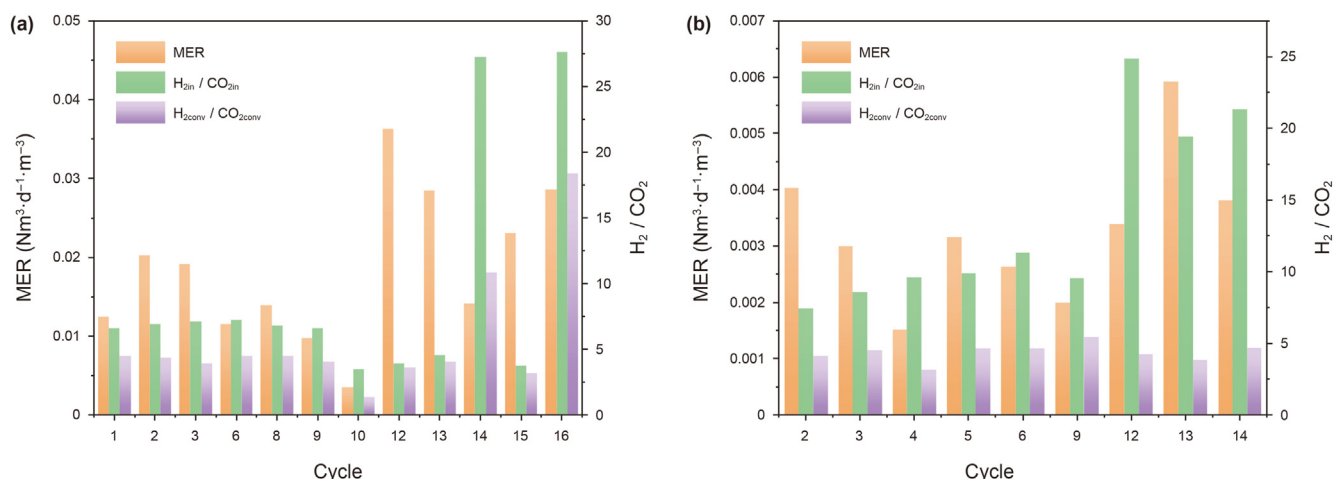 (a)
0.05
0.04
0.03
0.02
0.01
0
MER (Nm³·d⁻¹·m⁻³)
MER
H₂in / CO₂in
H₂conv / CO₂conv
30
25
20
15
10
5
0
H₂ / CO₂
1 2 3 6 8 9 10 12 13 14 15 16
Cycle
(b)
0.007
0.006
0.005
0.004
0.003
0.002
0.001
0
MER (Nm³·d⁻¹·m⁻³)
MER
H₂in / CO₂in
H₂conv / CO₂conv
25
20
15
10
5
0
H₂ / CO₂
2 3 4 5 6 9 12 13 14
Cycle